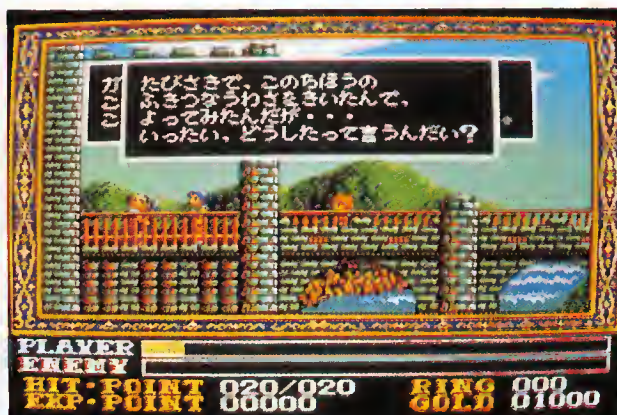 ガ
こ
こ
たびさきで、このちほうの
ふきつなうわさをきいたんで、
よってみたんだが・・・
いったい、どうしたって言うんだい?
PLAYER
ENEMY
HIT・POINT 020/020 RING 000
EXP・POINT 00000 GOLD 01000